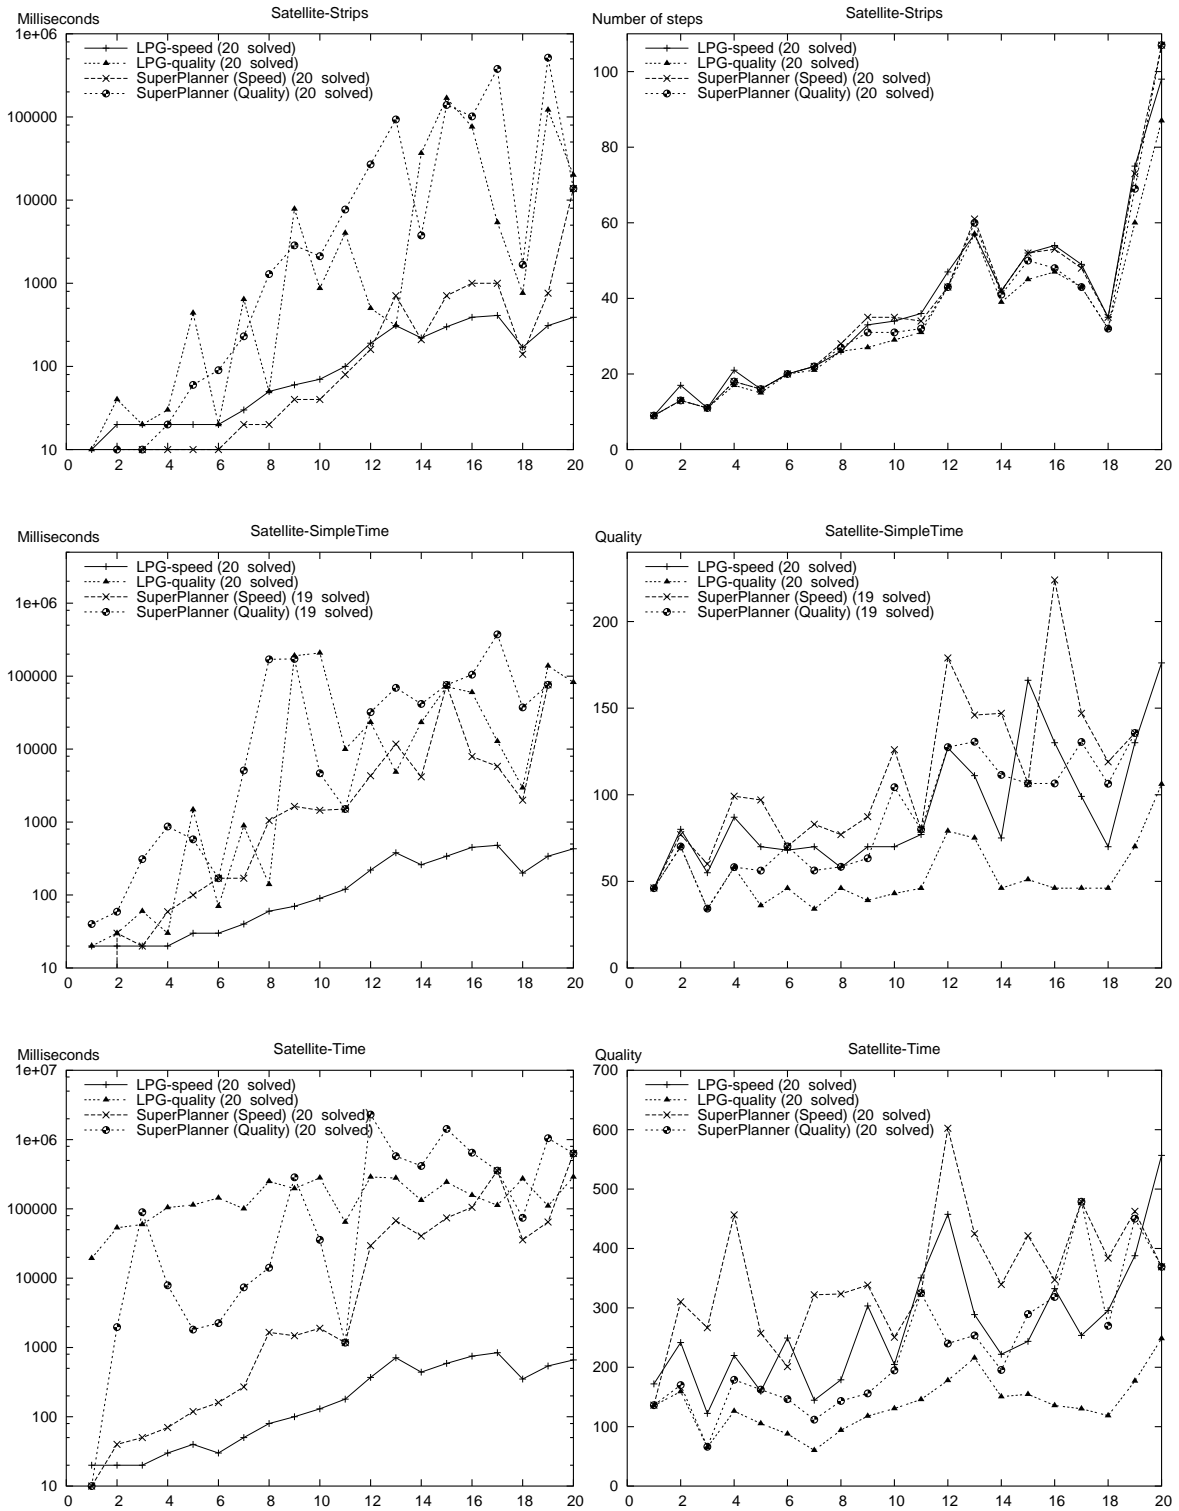 Satellite-Strips
Milliseconds
1e+06
100000
10000
1000
100
10
0 2 4 6 8 10 12 14 16 18 20
LPG-speed (20 solved)
LPG-quality (20 solved)
SuperPlanner (Speed) (20 solved)
SuperPlanner (Quality) (20 solved)
Satellite-Strips
Number of steps
100
80
60
40
20
0
0 2 4 6 8 10 12 14 16 18 20
LPG-speed (20 solved)
LPG-quality (20 solved)
SuperPlanner (Speed) (20 solved)
SuperPlanner (Quality) (20 solved)
Satellite-SimpleTime
Milliseconds
1e+06
100000
10000
1000
100
10
0 2 4 6 8 10 12 14 16 18 20
LPG-speed (20 solved)
LPG-quality (20 solved)
SuperPlanner (Speed) (19 solved)
SuperPlanner (Quality) (19 solved)
Satellite-SimpleTime
Quality
200
150
100
50
0
0 2 4 6 8 10 12 14 16 18 20
LPG-speed (20 solved)
LPG-quality (20 solved)
SuperPlanner (Speed) (19 solved)
SuperPlanner (Quality) (19 solved)
Satellite-Time
Milliseconds
1e+07
1e+06
100000
10000
1000
100
10
0 2 4 6 8 10 12 14 16 18 20
LPG-speed (20 solved)
LPG-quality (20 solved)
SuperPlanner (Speed) (20 solved)
SuperPlanner (Quality) (20 solved)
Satellite-Time
Quality
700
600
500
400
300
200
100
0
0 2 4 6 8 10 12 14 16 18 20
LPG-speed (20 solved)
LPG-quality (20 solved)
SuperPlanner (Speed) (20 solved)
SuperPlanner (Quality) (20 solved)